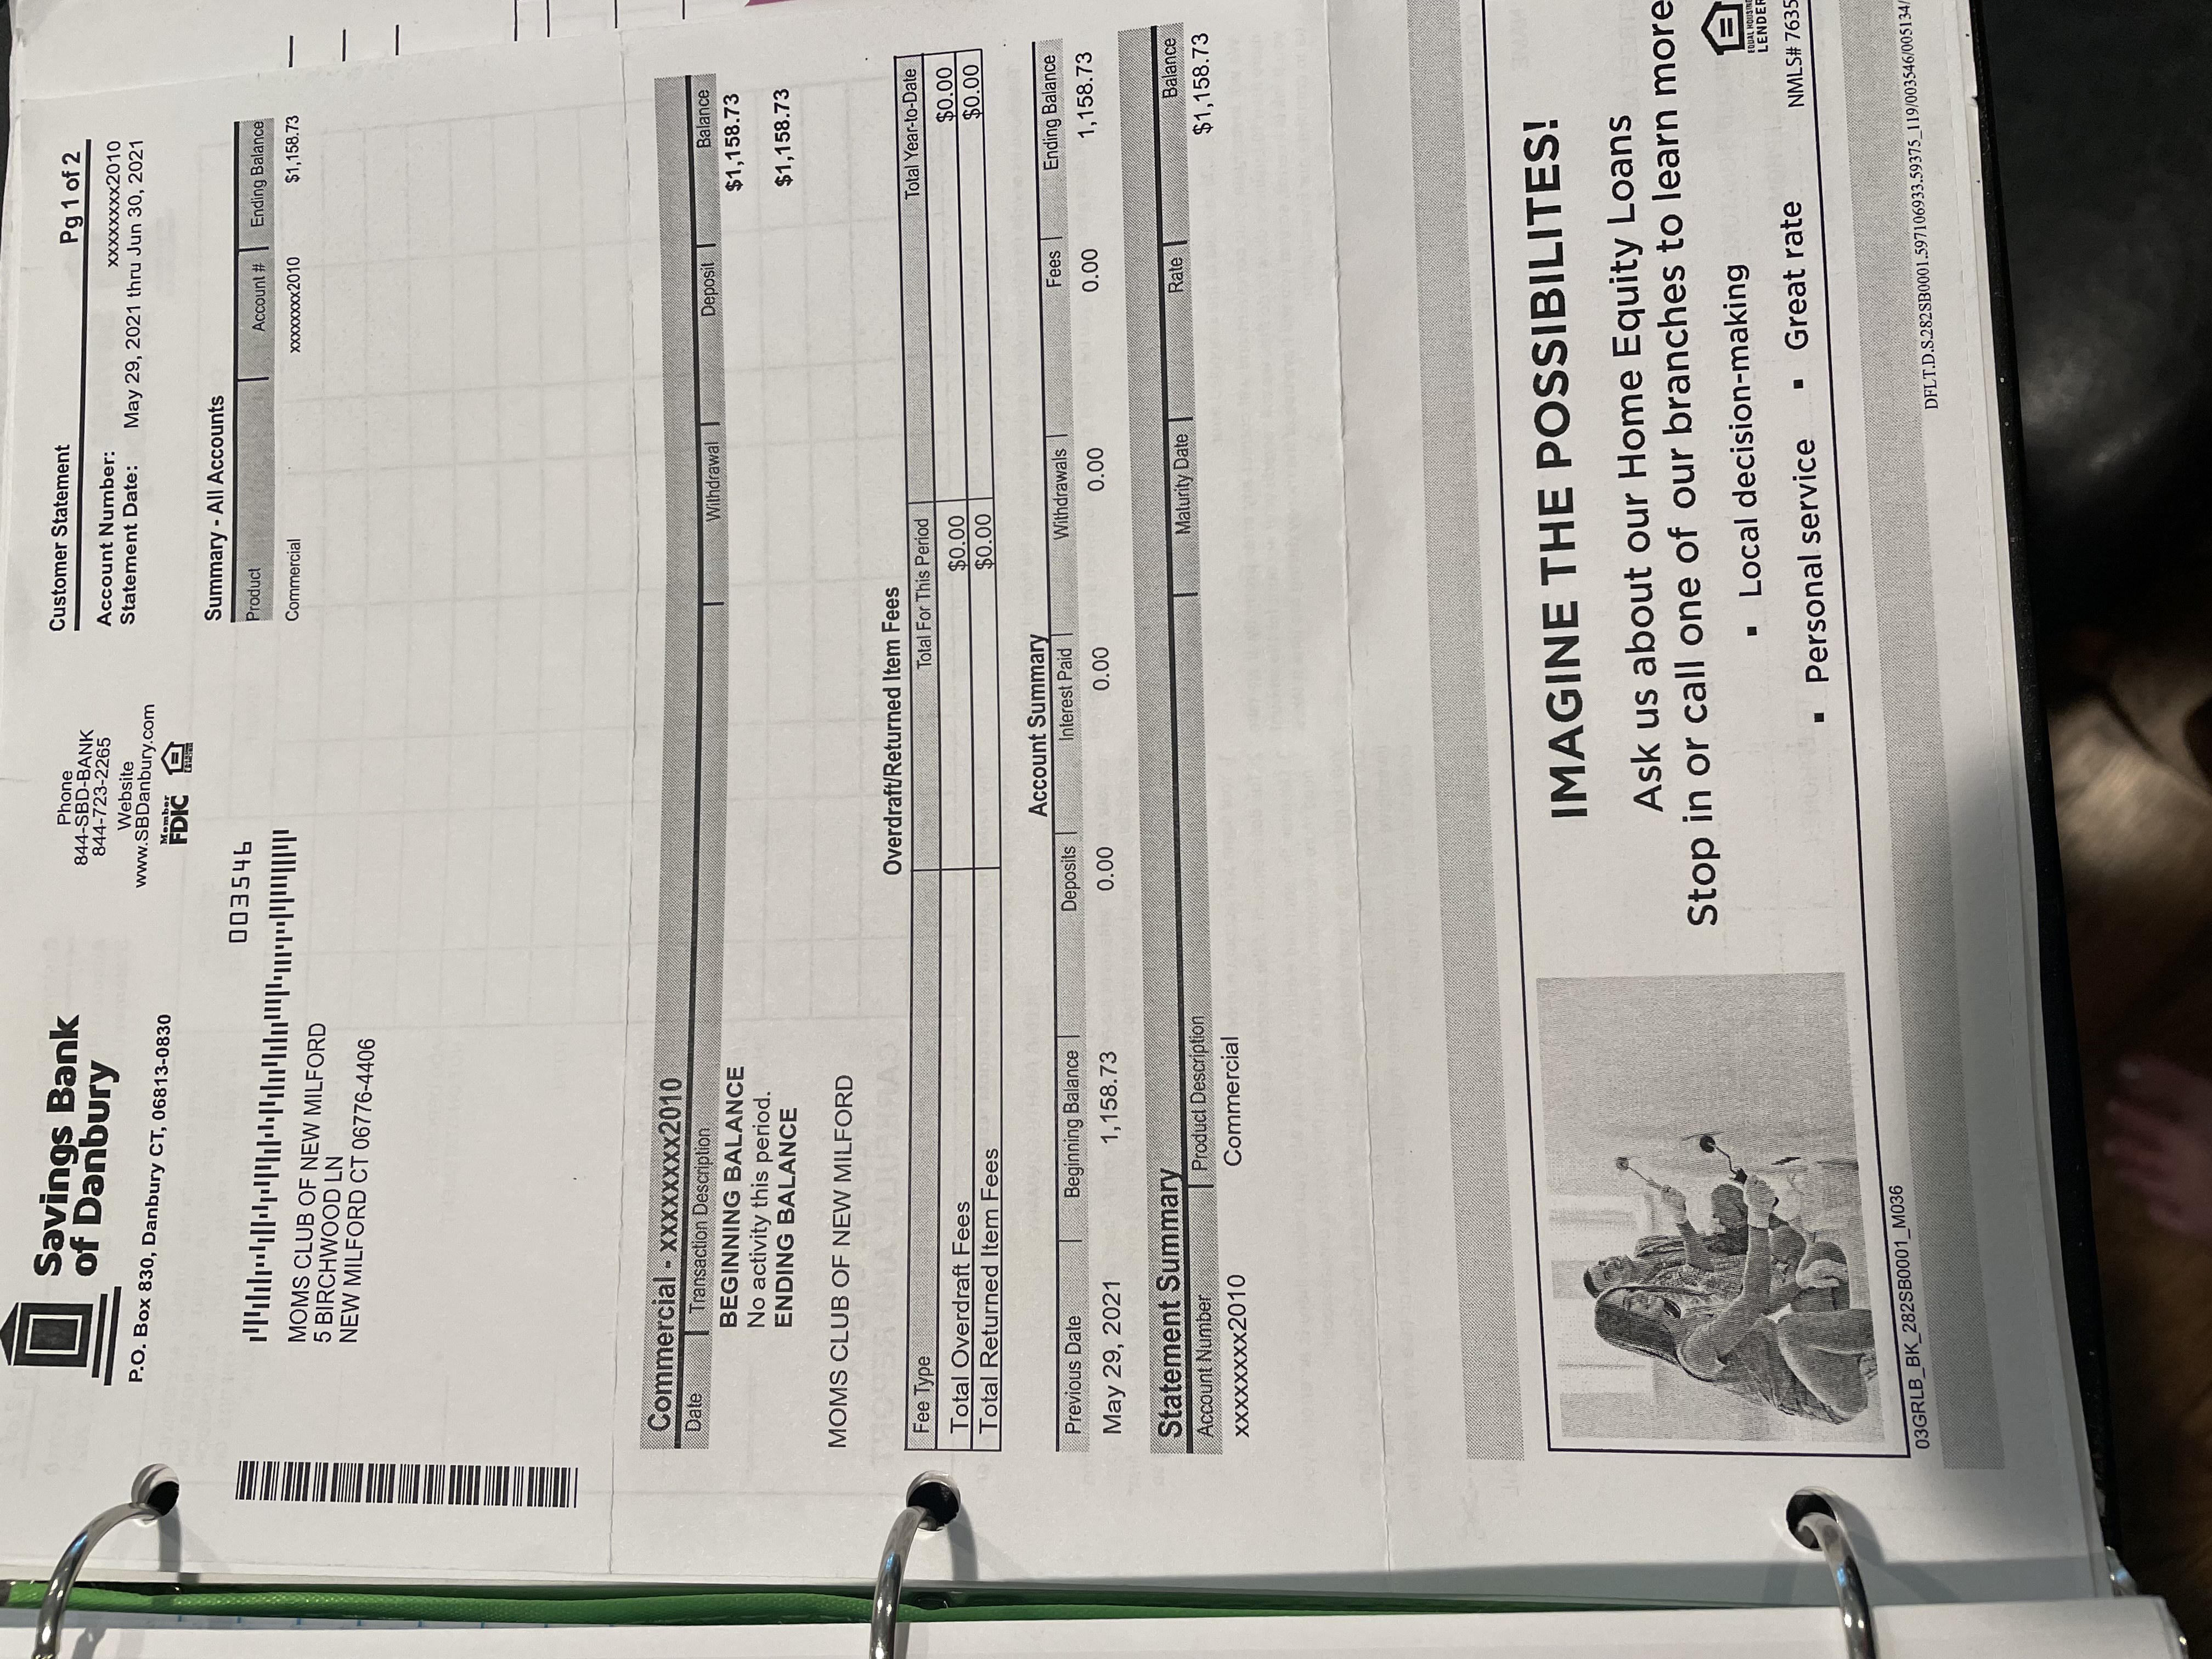 Savings Bank
of Danbury
P.O. Box 830, Danbury CT, 06813-0830
Phone
844-SBD-BANK
844-723-2265
Website
www.SBDanbury.com
Member
FDIC
Customer Statement Pg 1 of 2
Account Number: xxxxxxxx2010
Statement Date: May 29, 2021 thru Jun 30, 2021
Summary - All Accounts
Product Account # Ending Balance
Commercial xxxxxxxx2010 $1,158.73
003546
MOMS CLUB OF NEW MILFORD
5 BIRCHWOOD LN
NEW MILFORD CT 06776-4406
Commercial - xxxxxxxx2010
Date Transaction Description Withdrawal Deposit Balance
BEGINNING BALANCE $1,158.73
No activity this period.
ENDING BALANCE $1,158.73
MOMS CLUB OF NEW MILFORD
Overdraft/Returned Item Fees
Fee Type Total For This Period Total Year-to-Date
Total Overdraft Fees $0.00 $0.00
Total Returned Item Fees $0.00 $0.00
Account Summary
Previous Date Beginning Balance Deposits Interest Paid Withdrawals Fees Ending Balance
May 29, 2021 1,158.73 0.00 0.00 0.00 0.00 1,158.73
Statement Summary
Account Number Product Description Maturity Date Rate Balance
xxxxxxxx2010 Commercial $1,158.73
IMAGINE THE POSSIBILITES!
Ask us about our Home Equity Loans
Stop in or call one of our branches to learn more
▪ Local decision-making
▪ Personal service ▪ Great rate
EQUAL HOUSING
LENDER
NMLS# 7635
03GRLB_BK_282SB0001_M036
DFLT.D.S.282SB0001.597106933.59375_119/003546/005134/